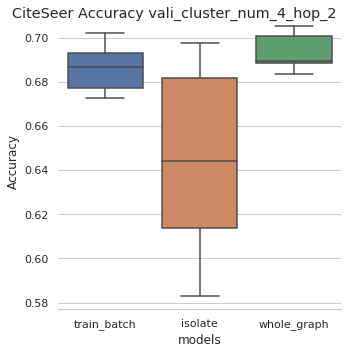 CiteSeer Accuracy vali_cluster_num_4_hop_2
0.70
0.68
0.66
0.64
0.62
0.60
0.58
Accuracy
train_batch
isolate
whole_graph
models